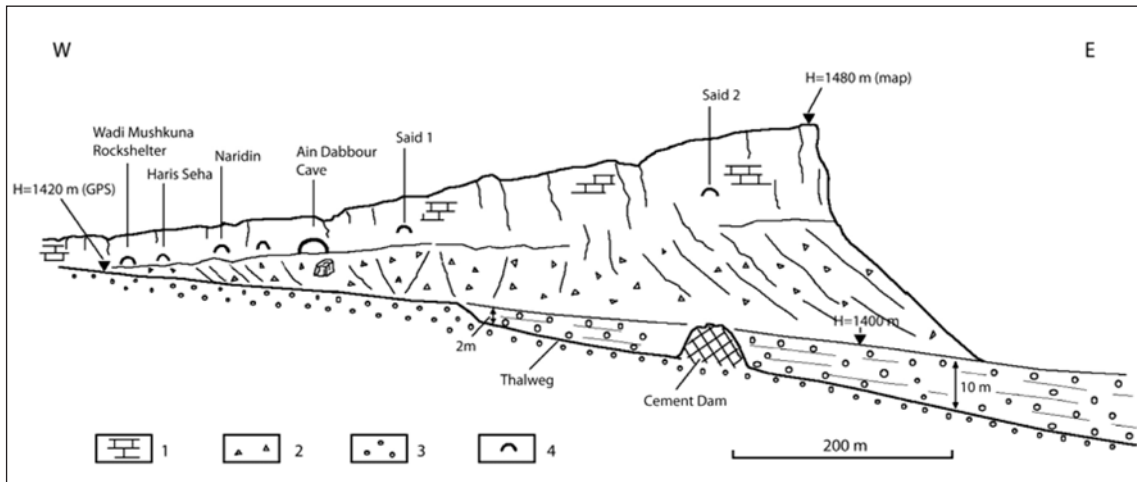 W
E
H=1480 m (map)
Said 2
Wadi Mushkuna
Rockshelter
Haris Seha
Naridin
Ain Dabbour
Cave
Said 1
H=1420 m (GPS)
H=1400 m
2m
10 m
Thalweg
Cement Dam
1
2
3
4
200 m